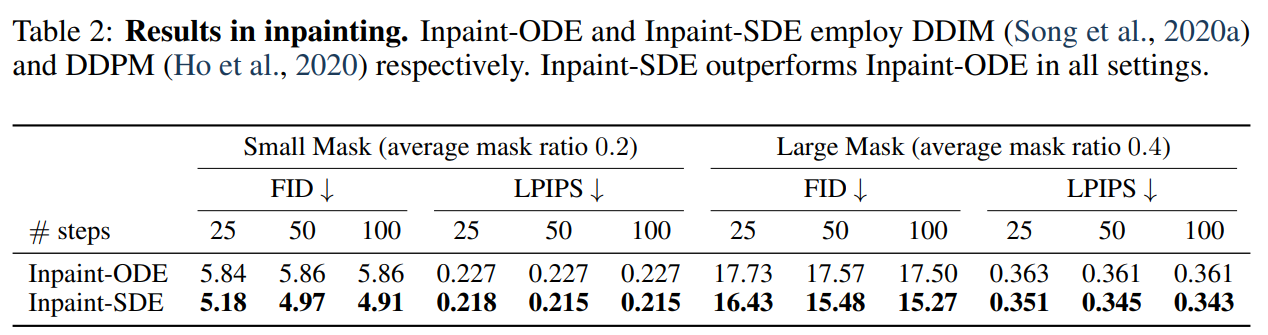 Table 2: Results in inpainting. Inpaint-ODE and Inpaint-SDE employ DDIM (Song et al., 2020a)
and DDPM (Ho et al., 2020) respectively. Inpaint-SDE outperforms Inpaint-ODE in all settings.
Small Mask (average mask ratio 0.2) Large Mask (average mask ratio 0.4)
FID ↓ LPIPS ↓ FID ↓ LPIPS ↓
# steps 25 50 100 25 50 100 25 50 100 25 50 100
Inpaint-ODE 5.84 5.86 5.86 0.227 0.227 0.227 17.73 17.57 17.50 0.363 0.361 0.361
Inpaint-SDE 5.18 4.97 4.91 0.218 0.215 0.215 16.43 15.48 15.27 0.351 0.345 0.343